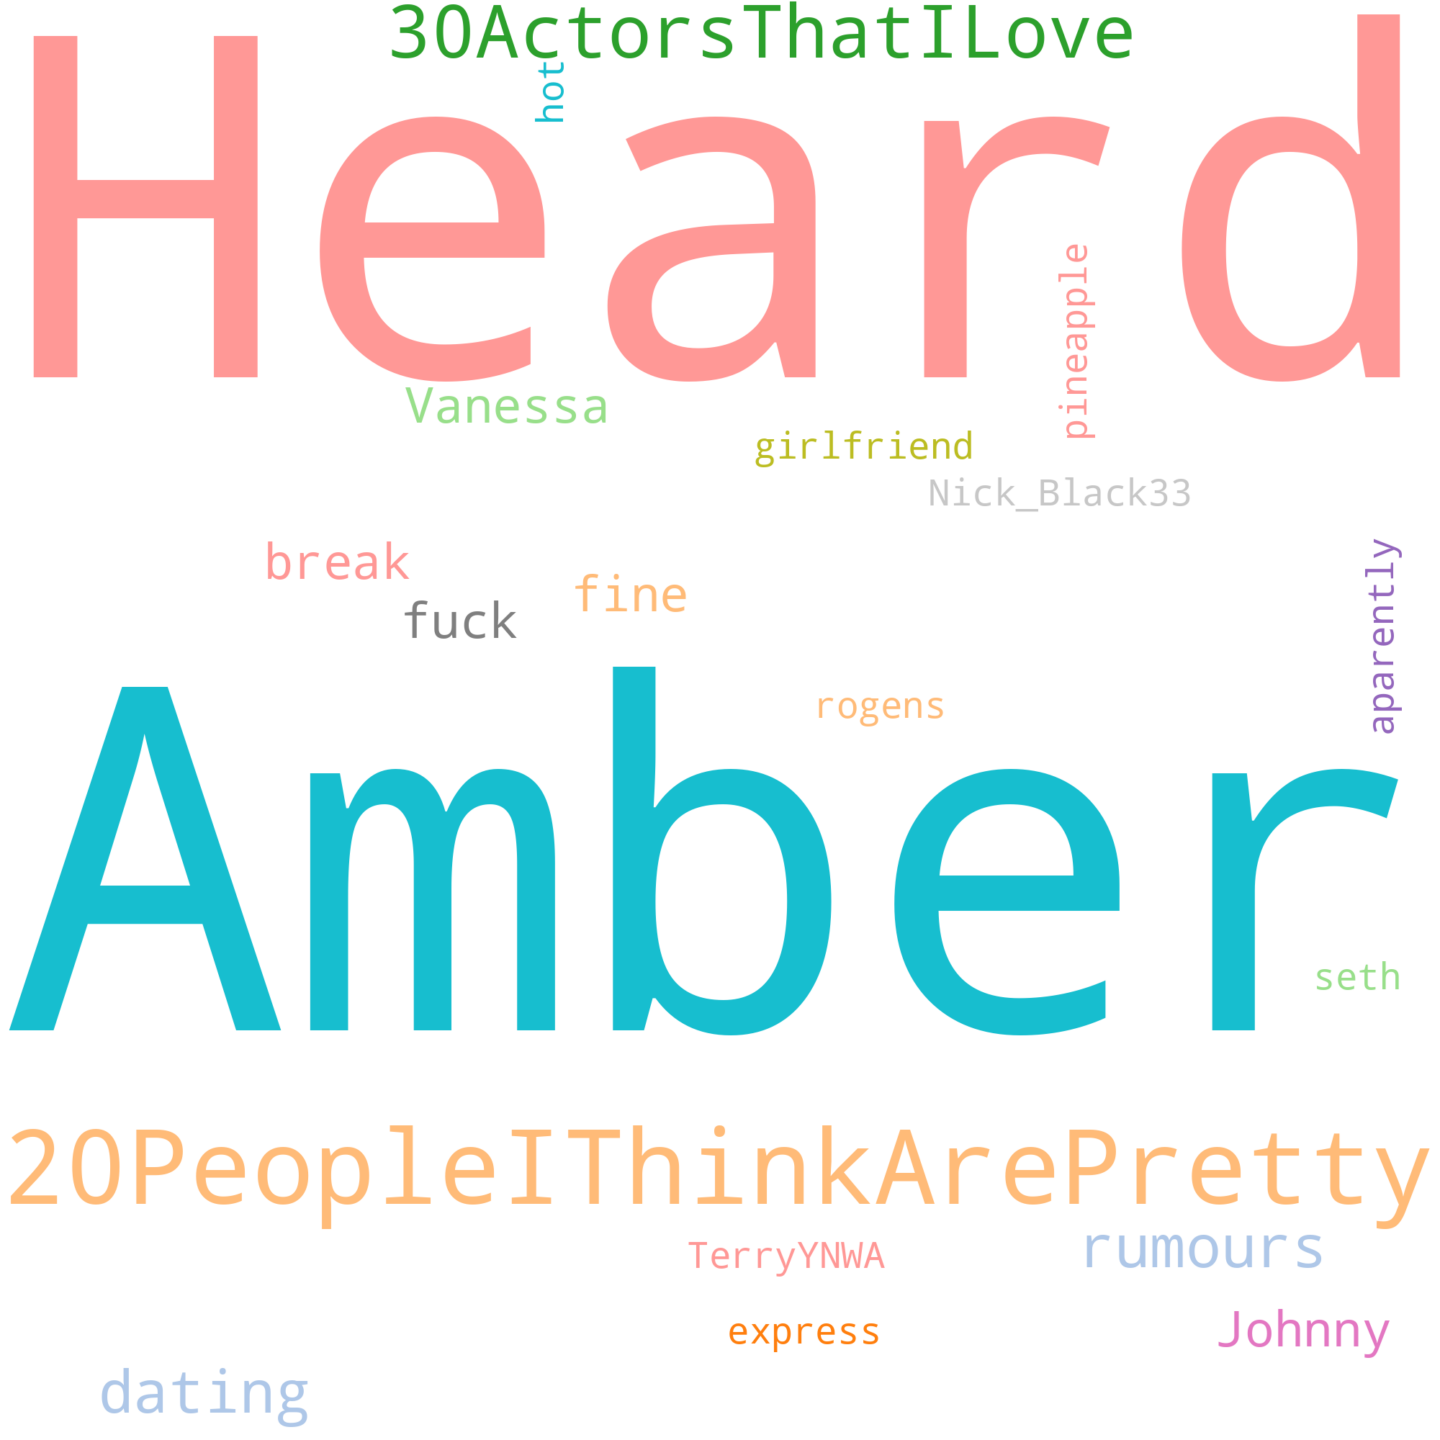 30ActorsThatILove
hot
Heard
pineapple
Vanessa
girlfriend
Nick_Black33
break
fine
fuck
apparently
rogens
Amber
seth
20PeopleIThinkArePretty
rumours
TerryYNWA
express
Johnny
dating